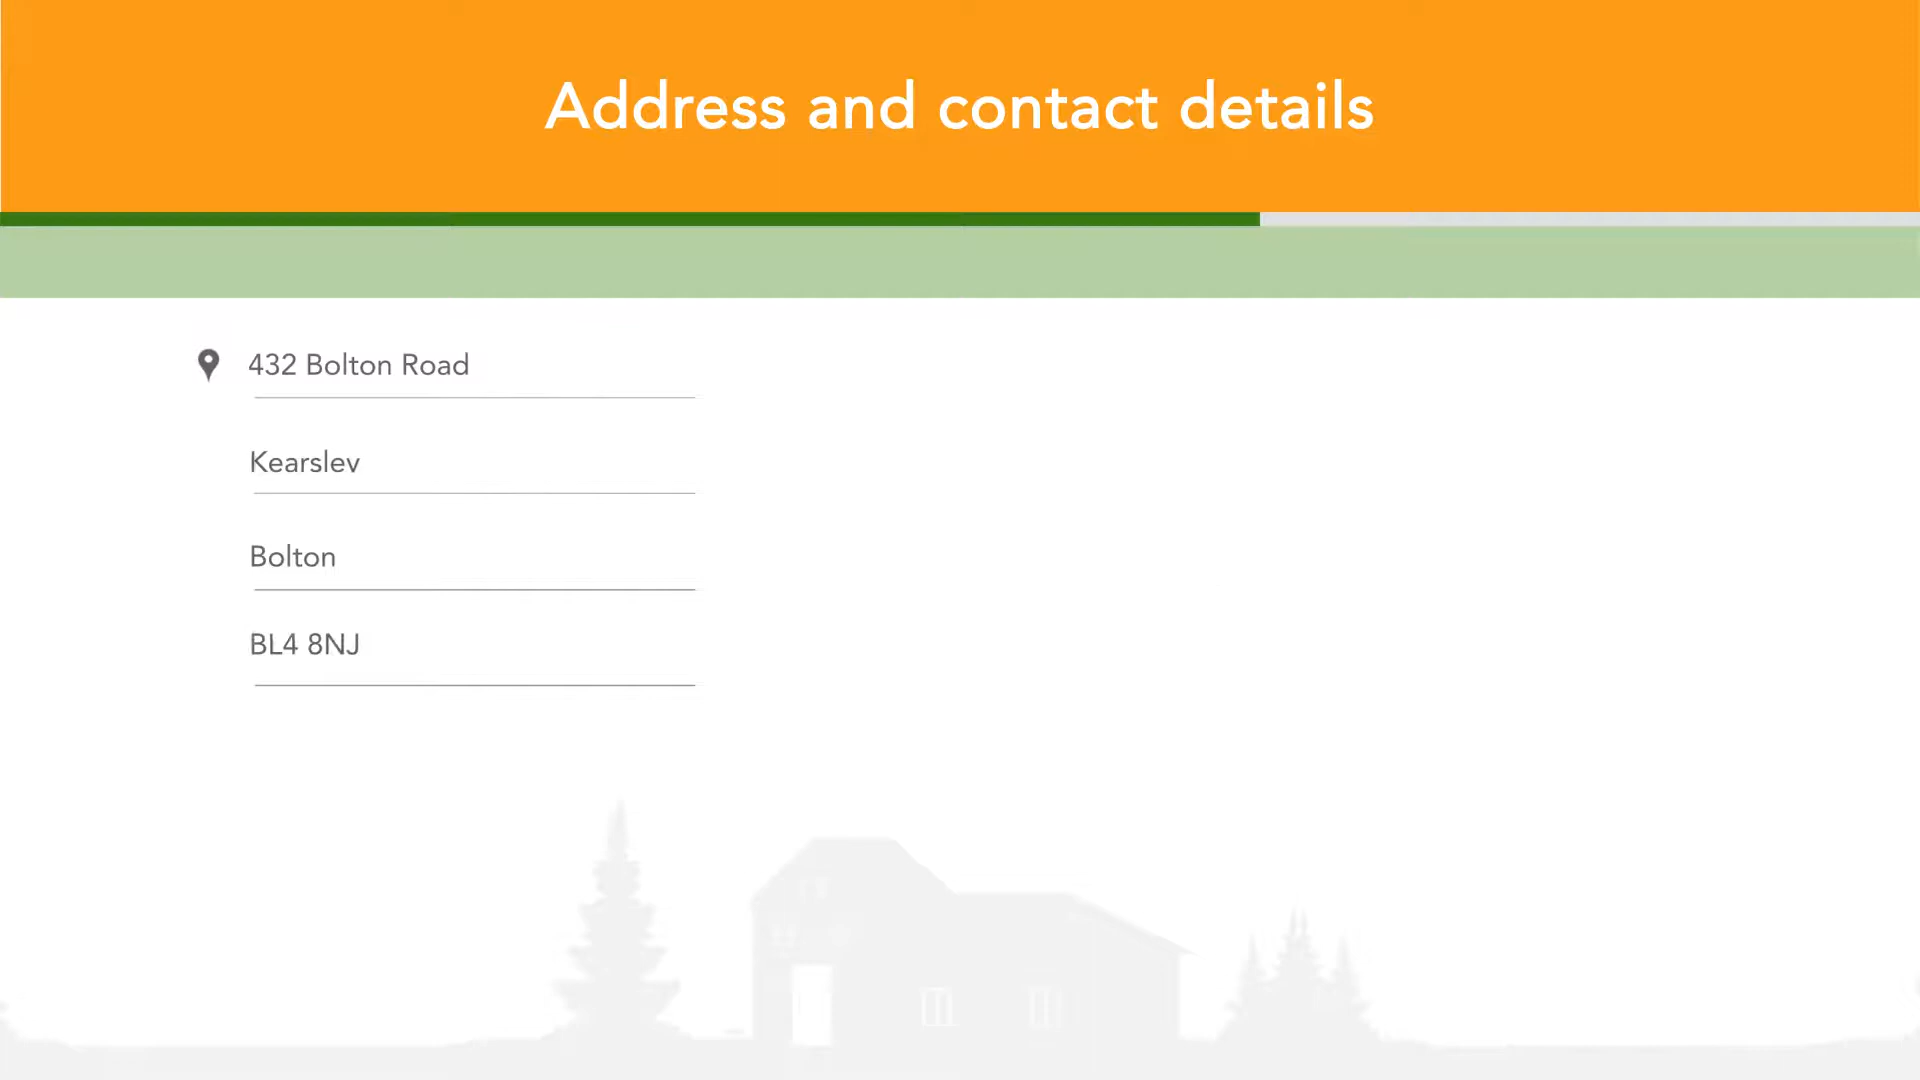 Address and contact details
432 Bolton Road
Kearslev
Bolton
BL4 8NJ